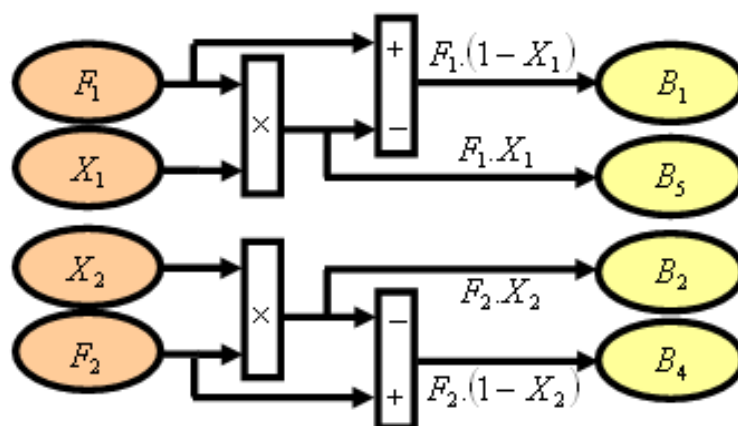 F₁
X₁
×
+
−
F₁.(1−X₁)
F₁.X₁
B₁
B₅
X₂
F₂
×
−
+
F₂.X₂
F₂.(1−X₂)
B₂
B₄